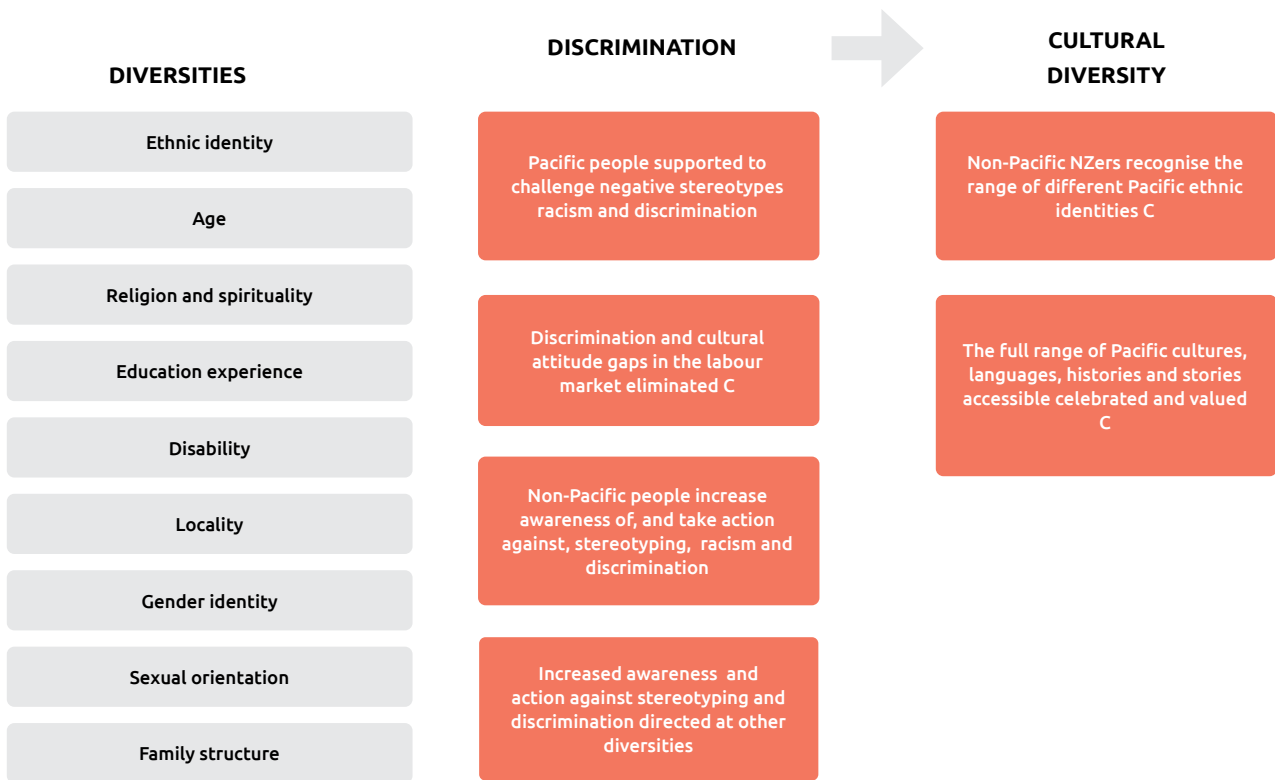 DIVERSITIES
Ethnic identity
Age
Religion and spirituality
Education experience
Disability
Locality
Gender identity
Sexual orientation
Family structure
DISCRIMINATION
Pacific people supported to
challenge negative stereotypes
racism and discrimination
Discrimination and cultural
attitude gaps in the labour
market eliminated C
Non-Pacific people increase
awareness of, and take action
against, stereotyping, racism and
discrimination
Increased awareness and
action against stereotyping and
discrimination directed at other
diversities
CULTURAL
DIVERSITY
Non-Pacific NZers recognise the
range of different Pacific ethnic
identities C
The full range of Pacific cultures,
languages, histories and stories
accessible celebrated and valued
C